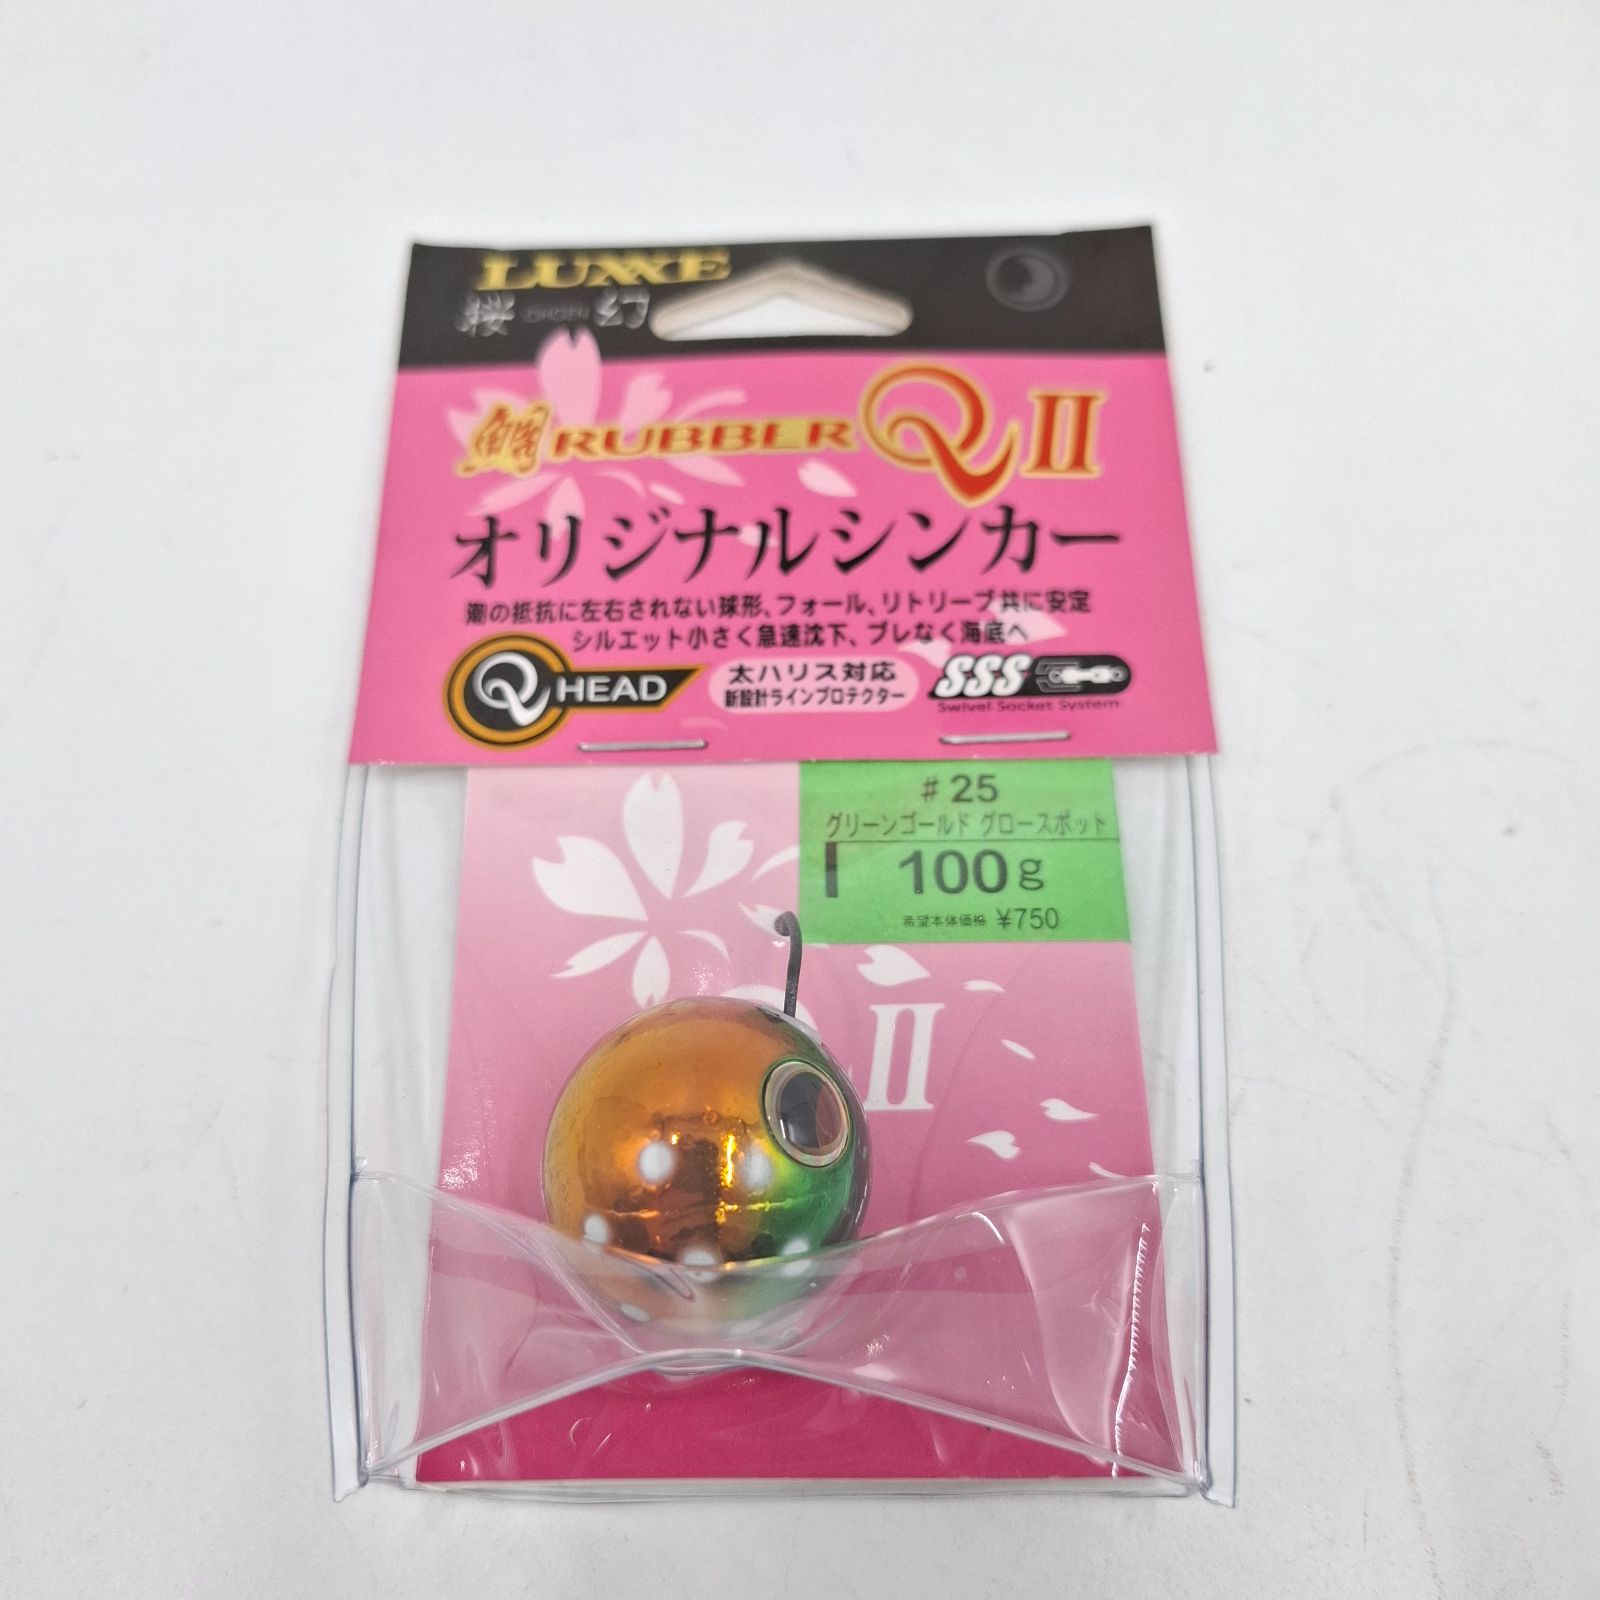 LUXXE
桜 OHGEN 幻
鯛RUBBER Q II
オリジナルシンカー
潮の抵抗に左右されない球形、フォール、リトリーブ共に安定
シルエット小さく急速沈下、ブレなく海底へ
Q HEAD
太ハリス対応
新設計ラインプロテクター
SSS
Swivel Socket System
#25
グリーンゴールド グロースポット
100g
希望本体価格 ¥750
II